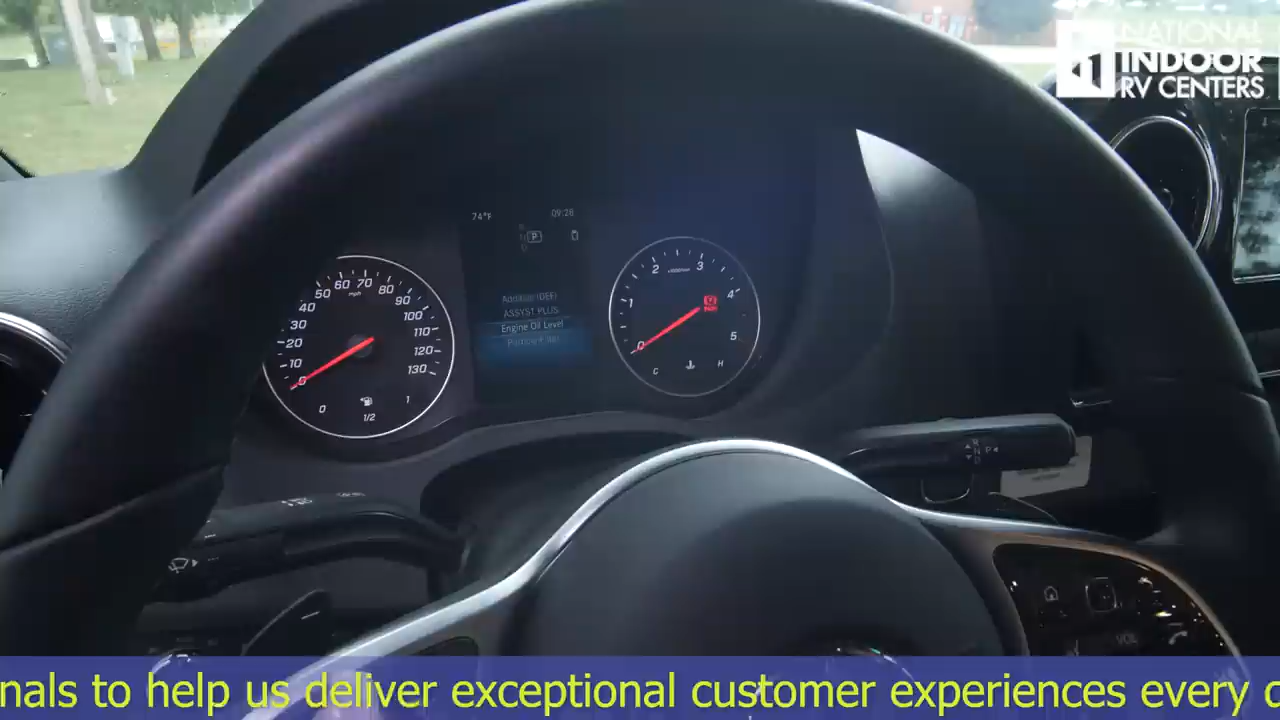 NATIONAL
INDOOR
RV CENTERS
74°F 09:28
R
N P
D
Additive (DEF)
ASSYST PLUS
Engine Oil Level
0 10 20 30 40 50 60 70 80 90 100 110 120 130
mph
0 1/2 1
0 1 2 3 4 5
C H
R
N P
D
VOL
nals to help us deliver exceptional customer experiences every